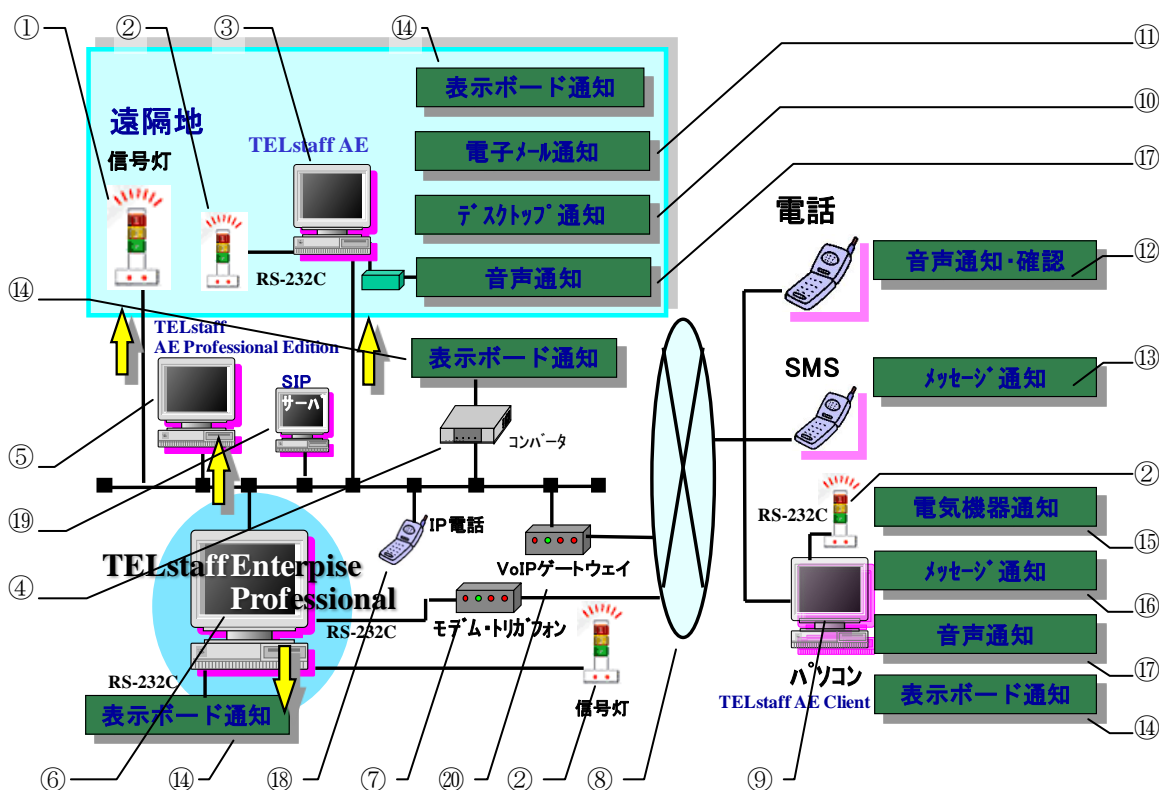 ① ② ③ ⑭
⑪
表示ボード通知
⑩
遠隔地
TELstaff AE
電子ﾒｰﾙ通知
信号灯
⑰
ﾃﾞｽｸﾄｯﾌﾟ通知
電話
RS-232C
音声通知
音声通知・確認
⑫
⑭
TELstaff
AE Professional Edition
表示ボード通知
SMS
ﾒｯｾｰｼﾞ通知
⑬
SIP
サーバ
コンバータ
⑤
②
⑲
RS-232C
電気機器通知
⑮
IP電話
TELstaff Enterpise
Professional
VoIPゲートウェイ
④
ﾒｯｾｰｼﾞ通知
⑯
RS-232C
モデム・トリガフォン
音声通知
⑰
パソコン
TELstaff AE Client
RS-232C
表示ボード通知
信号灯
表示ボード通知
⑭
⑥ ⑭ ⑱ ⑦ ⑳ ② ⑧ ⑨